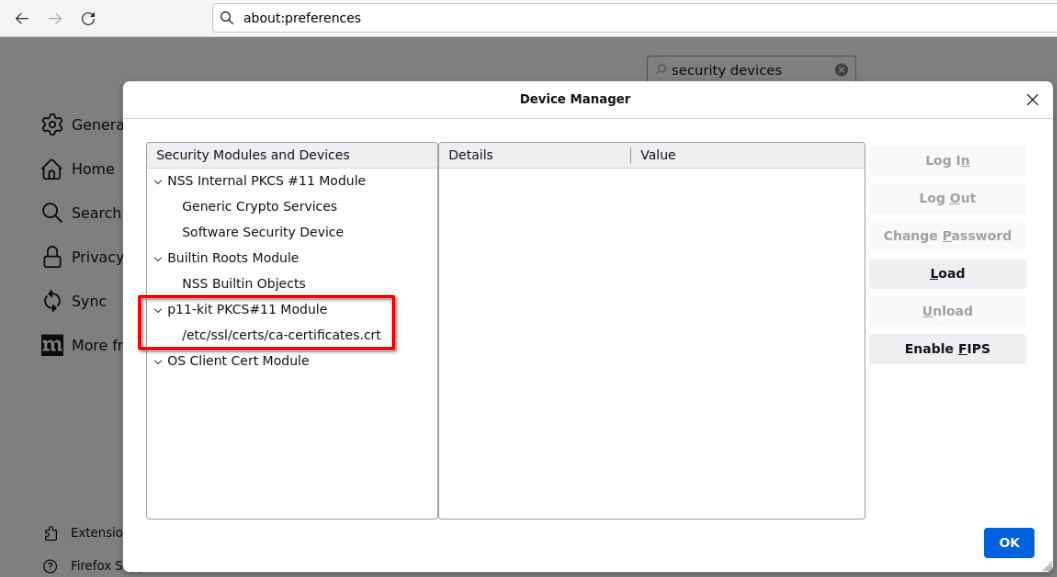 about:preferences
security devices
Device Manager
Genera
Home
Search
Privacy
Sync
More fr
Extensio
Firefox S
Security Modules and Devices
NSS Internal PKCS #11 Module
Generic Crypto Services
Software Security Device
Builtin Roots Module
NSS Builtin Objects
p11-kit PKCS#11 Module
/etc/ssl/certs/ca-certificates.crt
OS Client Cert Module
Details Value
Log In
Log Out
Change Password
Load
Unload
Enable FIPS
OK